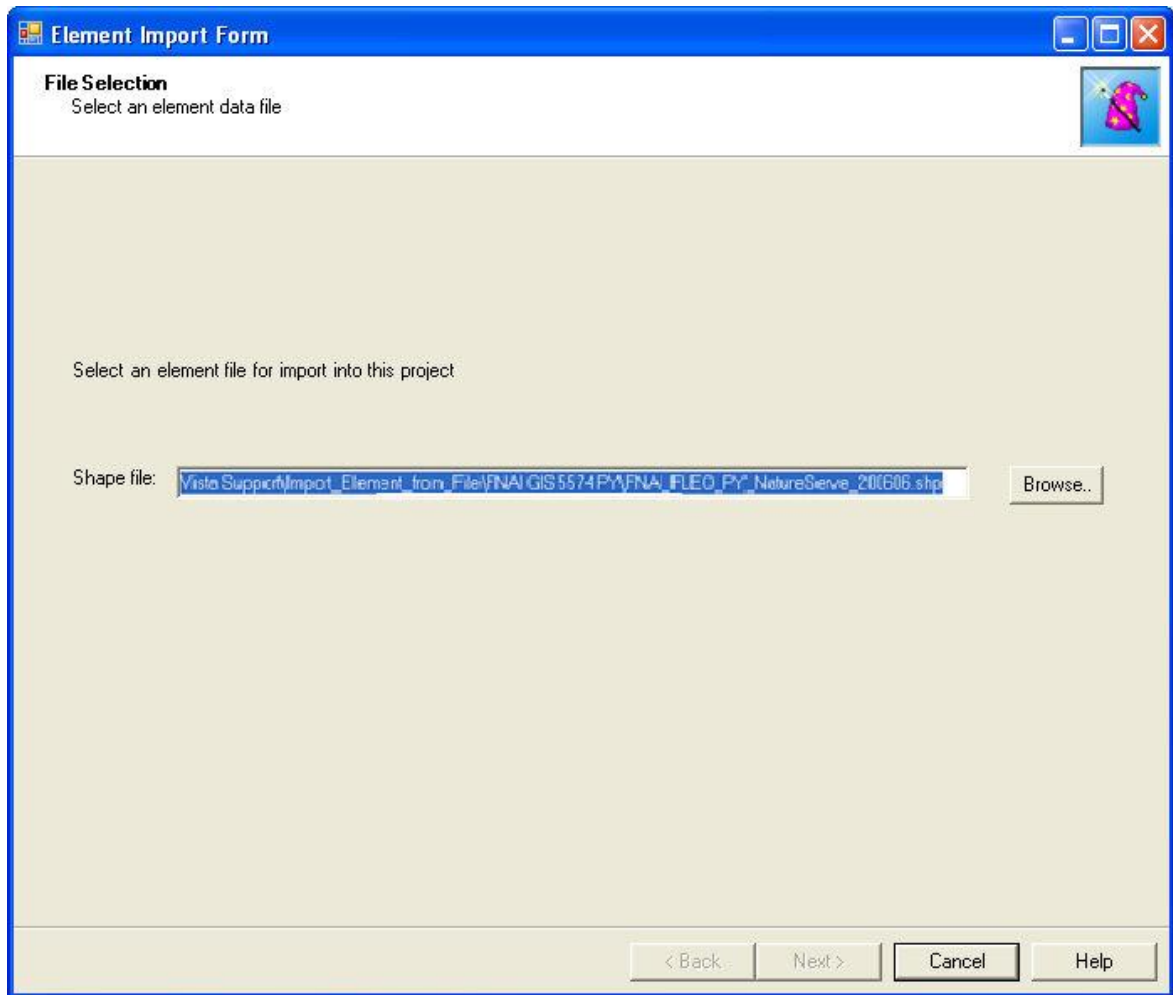 Element Import Form
File Selection
Select an element data file
Select an element file for import into this project
Shape file:
Vista Support\Import_Element_from_File\FNAI GIS 5574 PY\FNAI_FLEO_PY_NatureServe_200606.shp
Browse..
< Back
Next >
Cancel
Help